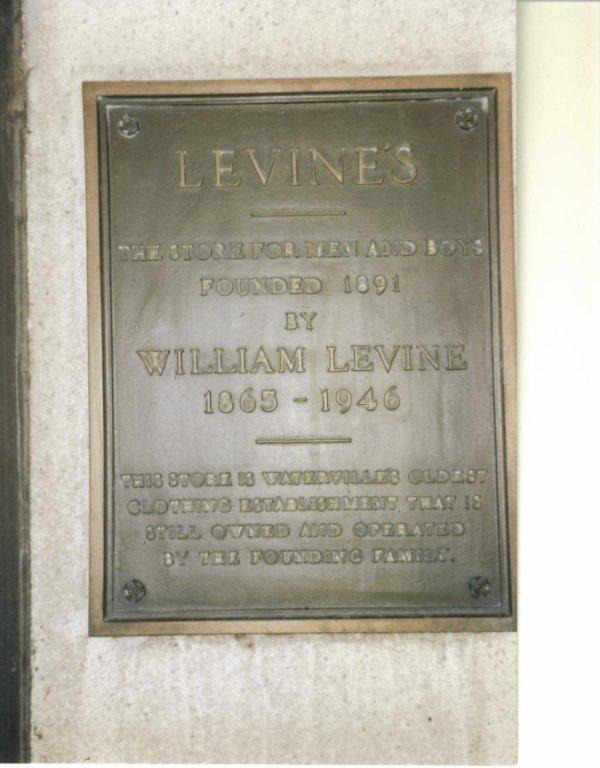 LEVINE'S
THE STORE FOR MEN AND BOYS
FOUNDED 1891
BY
WILLIAM LEVINE
1865 - 1946
THIS STORE IS WATERVILLE'S OLDEST
CLOTHING ESTABLISHMENT THAT IS
STILL OWNED AND OPERATED
BY THE FOUNDING FAMILY.